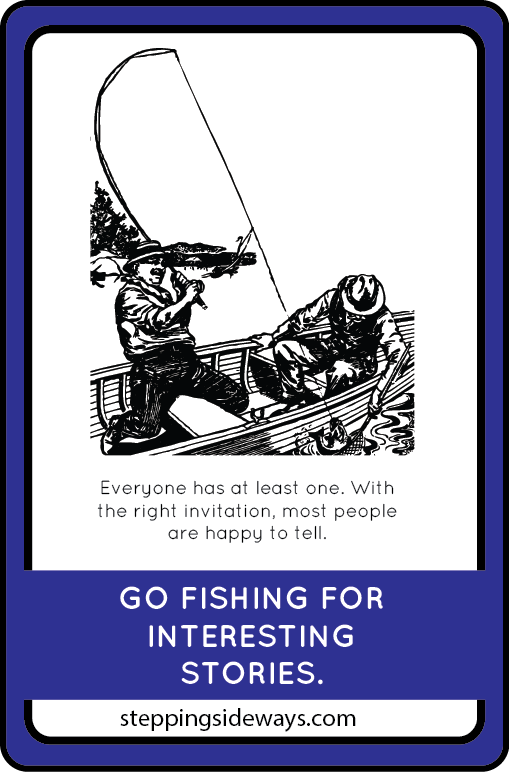 Everyone has at least one. With
the right invitation, most people
are happy to tell.
GO FISHING FOR
INTERESTING
STORIES.
steppingsideways.com